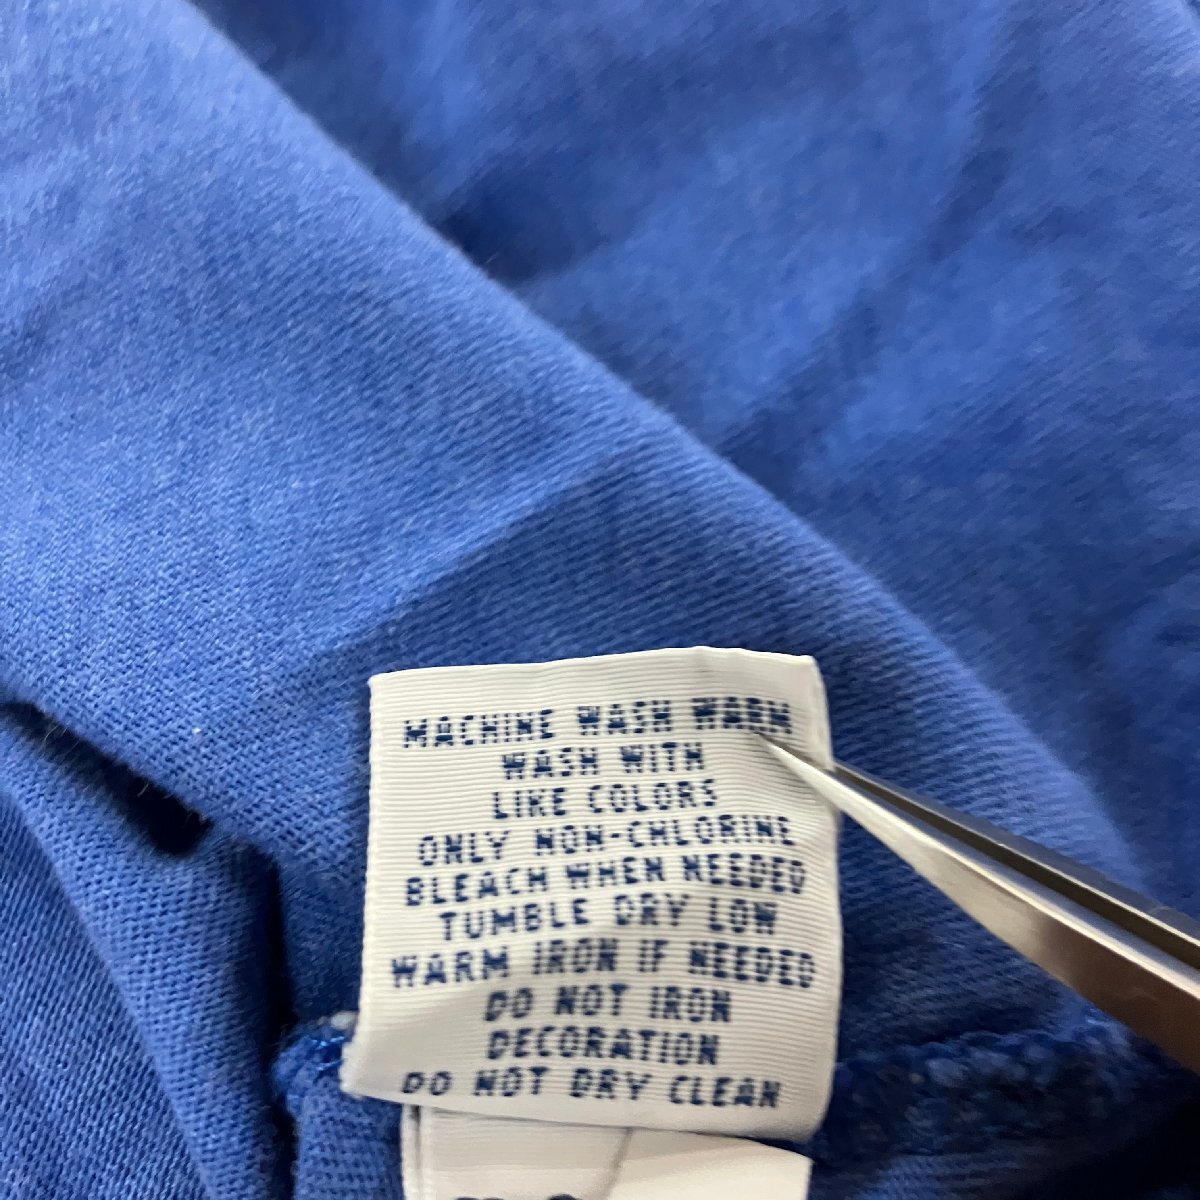 MACHINE WASH WARM
WASH WITH
LIKE COLORS
ONLY NON-CHLORINE
BLEACH WHEN NEEDED
TUMBLE DRY LOW
WARM IRON IF NEEDED
DO NOT IRON
DECORATION
DO NOT DRY CLEAN